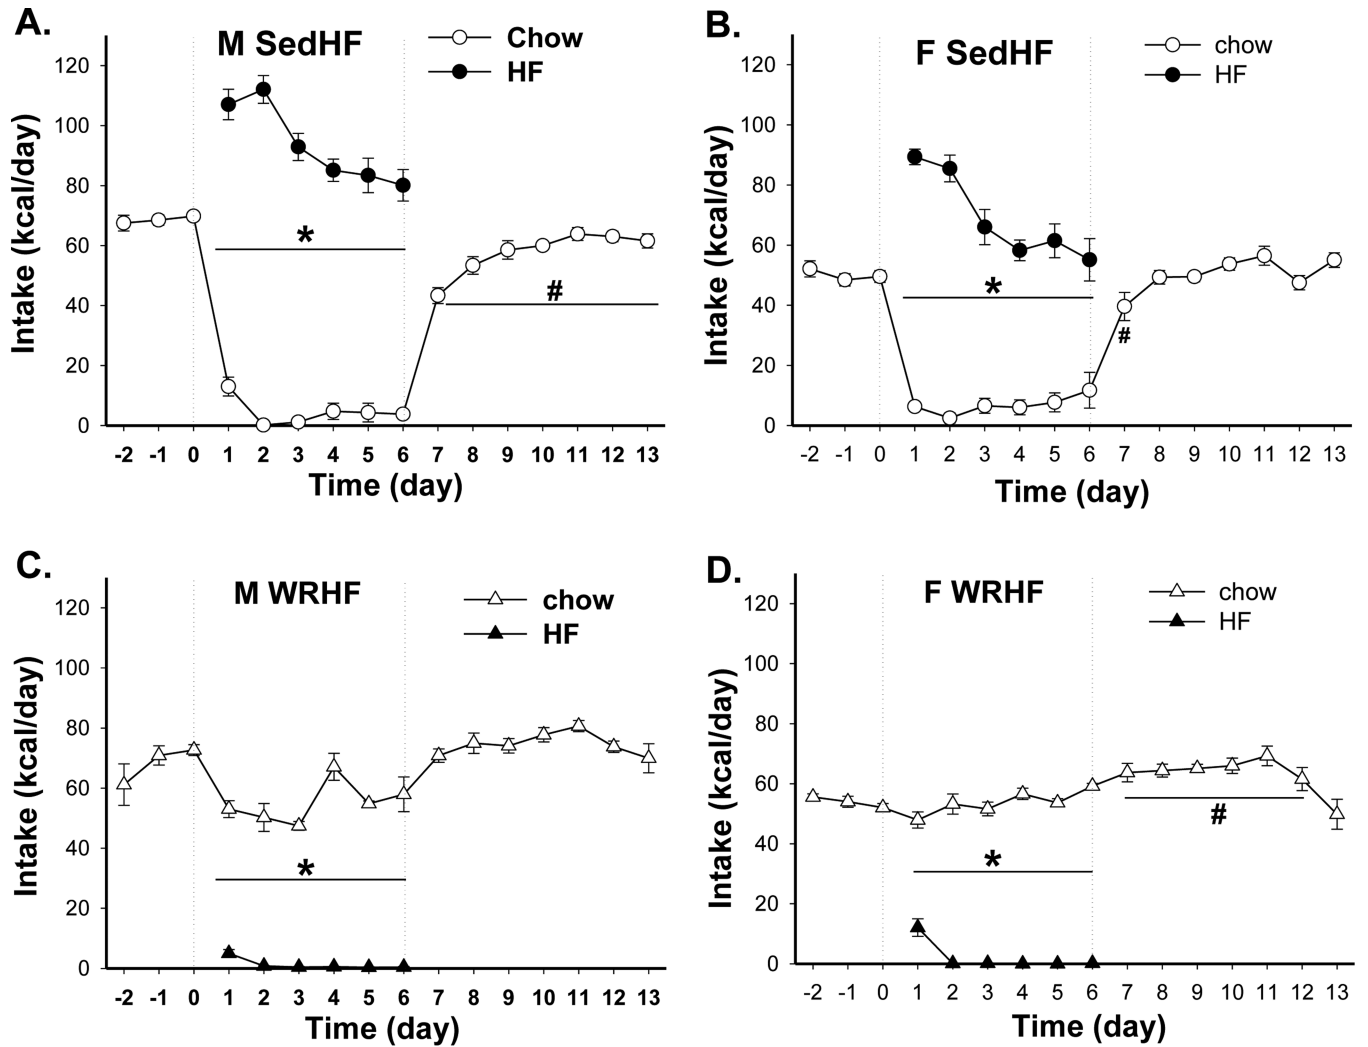 A.
M SedHF
Chow
HF
Intake (kcal/day)
120
100
80
60
40
20
0
*
#
-2 -1 0 1 2 3 4 5 6 7 8 9 10 11 12 13
Time (day)
B.
F SedHF
chow
HF
Intake (kcal/day)
120
100
80
60
40
20
0
*
#
-2 -1 0 1 2 3 4 5 6 7 8 9 10 11 12 13
Time (day)
C.
M WRHF
chow
HF
Intake (kcal/day)
120
100
80
60
40
20
0
*
-2 -1 0 1 2 3 4 5 6 7 8 9 10 11 12 13
Time (day)
D.
F WRHF
chow
HF
Intake (kcal/day)
120
100
80
60
40
20
0
*
#
-2 -1 0 1 2 3 4 5 6 7 8 9 10 11 12 13
Time (day)